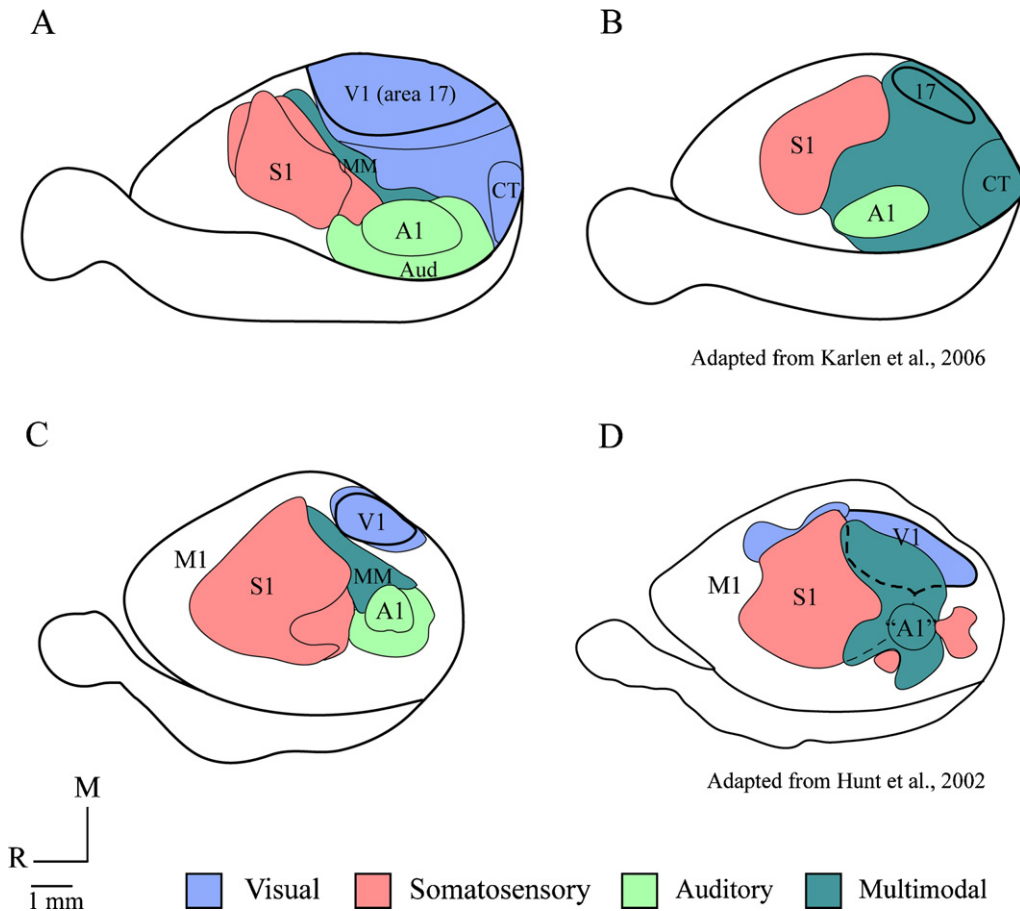 A
V1 (area 17)
MM
S1
CT
A1
Aud
B
17
S1
CT
A1
Adapted from Karlen et al., 2006
C
V1
M1
MM
S1
A1
D
V1
M1
S1
“A1”
Adapted from Hunt et al., 2002
M
R
1 mm
Visual Somatosensory Auditory Multimodal